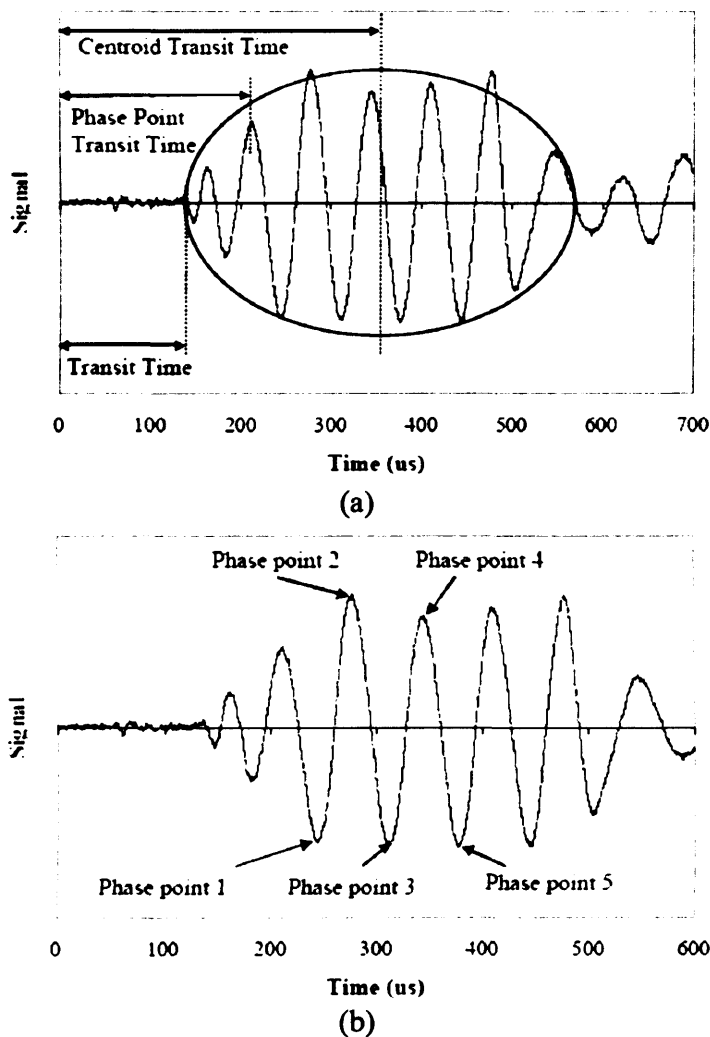 Centroid Transit Time
Phase Point
Transit Time
Signal
Transit Time
0 100 200 300 400 500 600 700
Time (us)
(a)
Phase point 2
Phase point 4
Signal
Phase point 1
Phase point 3
Phase point 5
0 100 200 300 400 500 600
Time (us)
(b)